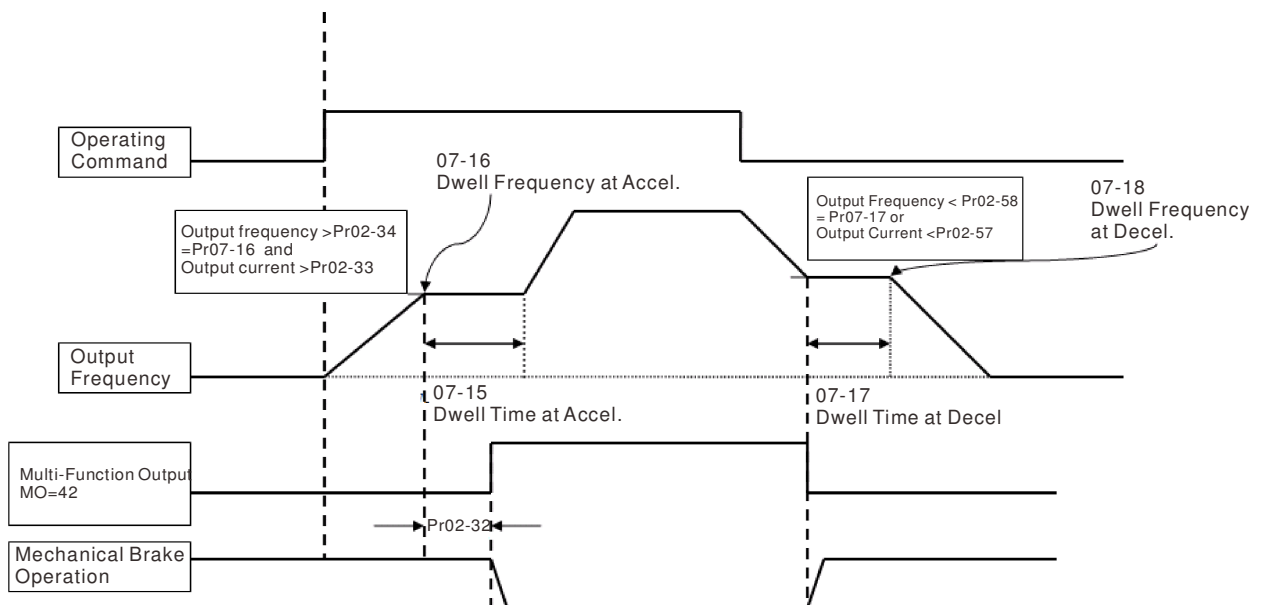 Operating
Command
07-16
Dwell Frequency at Accel.
Output Frequency < Pr02-58
= Pr07-17 or
Output Current <Pr02-57
07-18
Dwell Frequency
at Decel.
Output frequency >Pr02-34
=Pr07-16 and
Output current >Pr02-33
Output
Frequency
07-15
Dwell Time at Accel.
07-17
Dwell Time at Decel
Multi-Function Output
MO=42
Pr02-32
Mechanical Brake
Operation